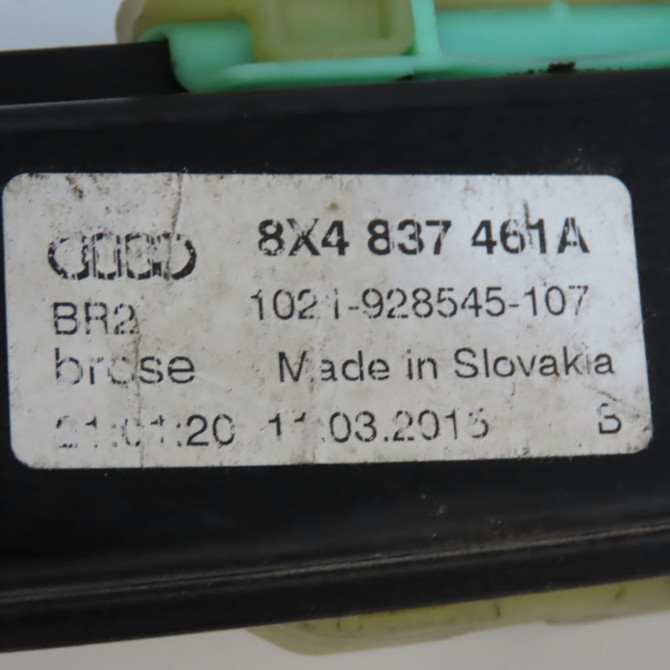 8X4 837 461A
BR2 1021-928545-107
brose Made in Slovakia
21:01:20 11.03.2015 B